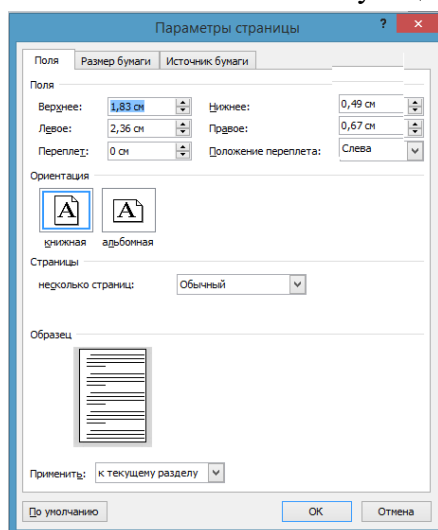 Параметры страницы ?
Поля Размер бумаги Источник бумаги
Поля
Верхнее: 1,83 см Нижнее: 0,49 см
Левое: 2,36 см Правое: 0,67 см
Переплет: 0 см Положение переплета: Слева
Ориентация
A A
книжная альбомная
Страницы
несколько страниц: Обычный
Образец
Применить: к текущему разделу
По умолчанию ОК Отмена